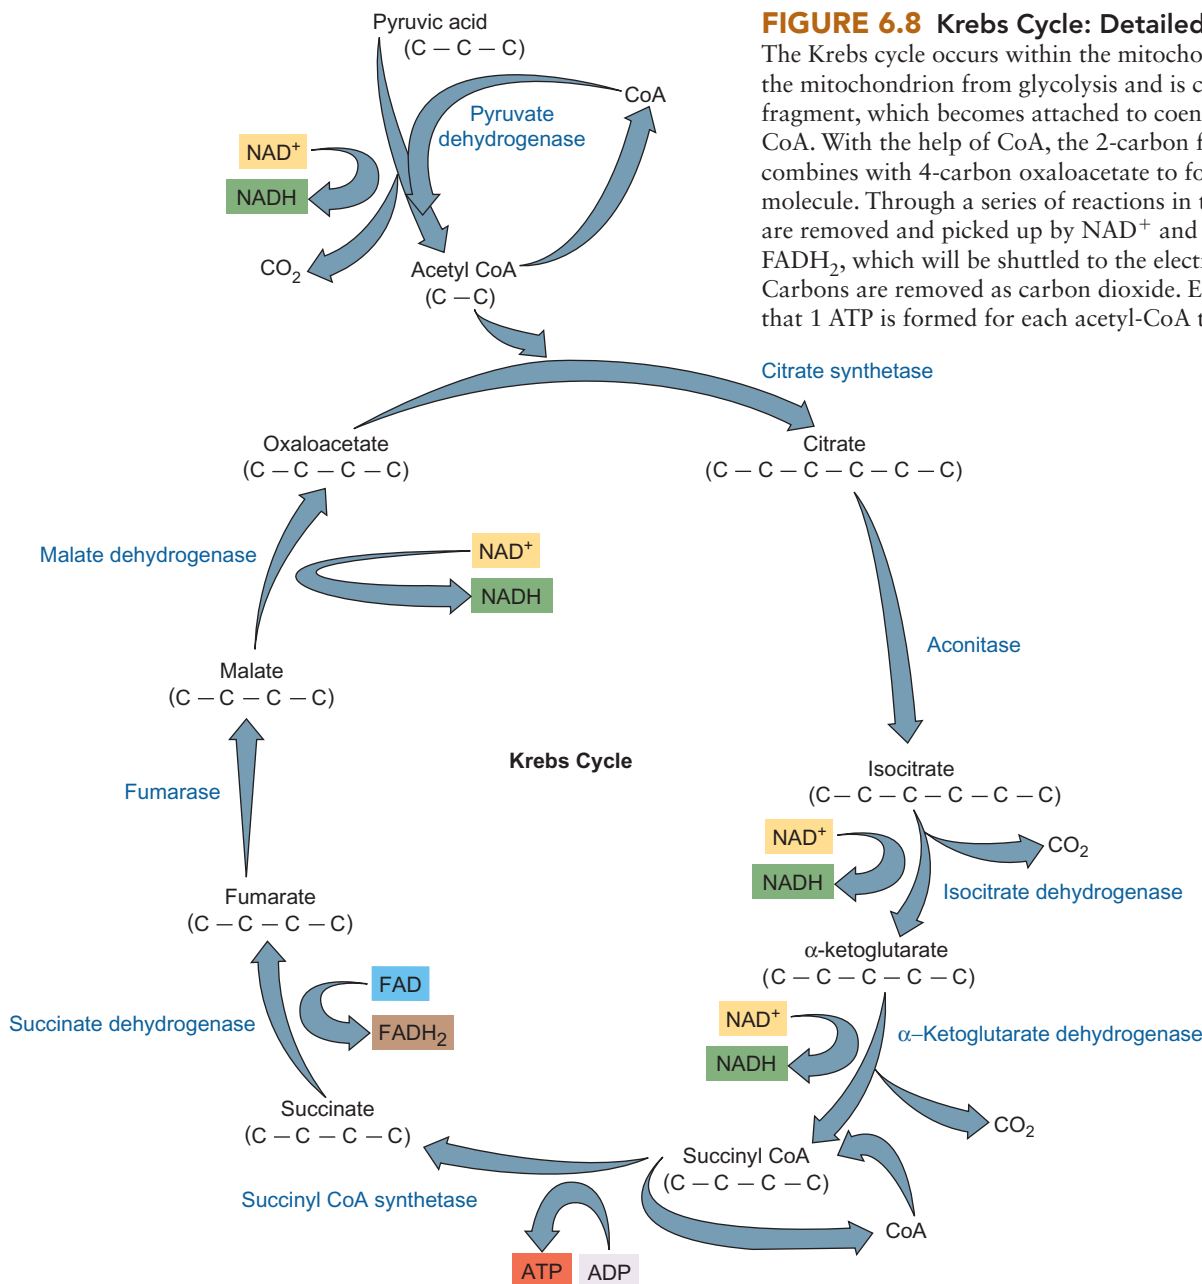 FIGURE 6.8 Krebs Cycle: Detailed
The Krebs cycle occurs within the mitocho
the mitochondrion from glycolysis and is c
fragment, which becomes attached to coen
CoA. With the help of CoA, the 2-carbon f
combines with 4-carbon oxaloacetate to fo
molecule. Through a series of reactions in t
are removed and picked up by NAD⁺ and
FADH₂, which will be shuttled to the electr
Carbons are removed as carbon dioxide. E
that 1 ATP is formed for each acetyl-CoA t
Pyruvic acid
(C – C – C)
CoA
Pyruvate
dehydrogenase
NAD⁺
NADH
CO₂
Acetyl CoA
(C – C)
Citrate synthetase
Oxaloacetate
(C – C – C – C)
Citrate
(C – C – C – C – C – C)
Malate dehydrogenase
NAD⁺
NADH
Aconitase
Malate
(C – C – C – C)
Krebs Cycle
Isocitrate
(C – C – C – C – C – C)
Fumarase
NAD⁺
NADH
CO₂
Isocitrate dehydrogenase
Fumarate
(C – C – C – C)
α-ketoglutarate
(C – C – C – C – C)
FAD
FADH₂
Succinate dehydrogenase
NAD⁺
NADH
α–Ketoglutarate dehydrogenase
CO₂
Succinate
(C – C – C – C)
Succinyl CoA
(C – C – C – C)
Succinyl CoA synthetase
CoA
ATP
ADP